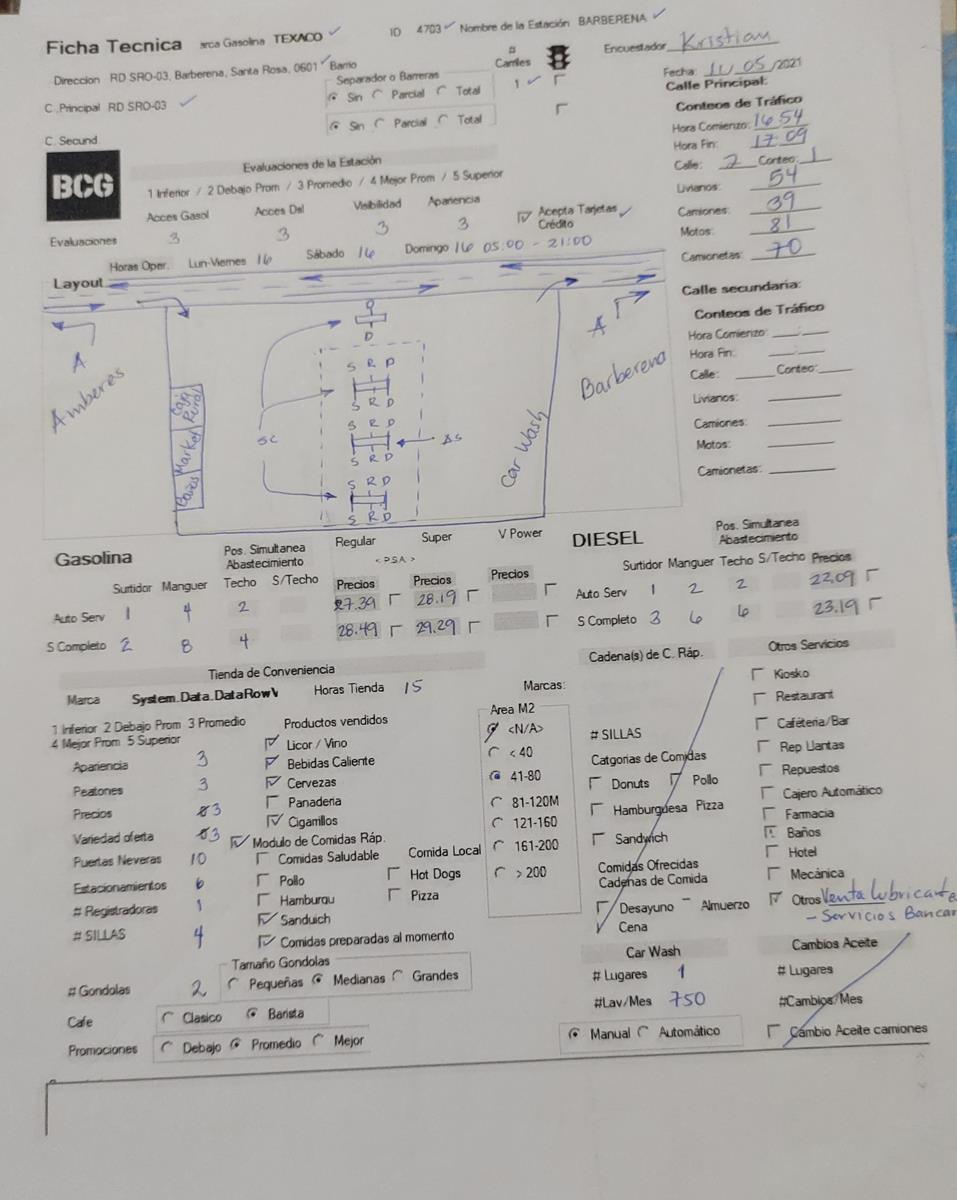 Ficha Tecnica arca Gasolina TEXACO ID 4703 Nombre de la Estación BARBERENA
Encuestador Kristian
Direccion RD SRO-03, Barberena, Santa Rosa, 0601 Barrio
# Carriles
Fecha: 11/05/2021
Separador o Barreras
1
C .Principal RD SRO-03
Sin Parcial Total
C. Secund.
Sin Parcial Total
Calle Principal:
Conteos de Tráfico
Hora Comienzo: 16:54
Hora Fin: 17:09
Calle: 2 Conteo: 1
Livianos: 54
Camiones: 39
Motos: 81
Camionetas: 70
BCG
Evaluaciones de la Estación
1 Inferior / 2 Debajo Prom / 3 Promedio / 4 Mejor Prom / 5 Superior
Acces Gasol Acces Dsl Visibilidad Apariencia
Acepta Tarjetas Crédito
Evaluaciones 3 3 3 3
Horas Oper. Lun-Viernes 16 Sábado 16 Domingo 16 05:00 - 21:00
Layout
A Amberes
A Barberena
Car Wash
Caja Rural
Market
Baños
D
S R D
S R D
S R D
S R D
S R D
S R D
SC
AS
Calle secundaria:
Conteos de Tráfico
Hora Comienzo:
Hora Fin:
Calle: Conteo:
Livianos:
Camiones:
Motos:
Camionetas:
Gasolina
Pos. Simultanea Abastecimiento
Regular Super V Power
< P.S.A >
Surtidor Manguer Techo S/Techo Precios Precios Precios
Auto Serv 1 4 2 27.39 28.19
S Completo 2 8 4 28.49 29.29
DIESEL
Pos. Simultanea Abastecimiento
Surtidor Manguer Techo S/Techo Precios
Auto Serv 1 2 2 22.09
S Completo 3 6 6 23.19
Tienda de Conveniencia
Marca System.Data.DataRowV Horas Tienda 15
1 Inferior 2 Debajo Prom 3 Promedio
4 Mejor Prom 5 Superior
Apariencia 3
Peatones 3
Precios 3
Variedad oferta 3
Puertas Neveras 10
Estacionamientos 6
# Registradoras 1
# SILLAS 4
Productos vendidos
Licor / Vino
Bebidas Caliente
Cervezas
Panaderia
Cigarrillos
Modulo de Comidas Ráp.
Comidas Saludable
Pollo
Hamburgu
Sanduich
Comidas preparadas al momento
Comida Local
Hot Dogs
Pizza
Marcas:
Area M2
<N/A>
< 40
41-80
81-120M
121-160
161-200
> 200
Tamaño Gondolas
# Gondolas 2 Pequeñas Medianas Grandes
Cafe Clasico Barista
Promociones Debajo Promedio Mejor
Cadena(s) de C. Ráp.
# SILLAS
Catgorias de Comidas
Donuts Pollo
Hamburguesa Pizza
Sandwich
Comidas Ofrecidas
Cadenas de Comida
Desayuno Almuerzo
Cena
Car Wash
# Lugares 1
#Lav/Mes 750
Manual Automático
Otros Servicios
Kiosko
Restaurant
Caféteria/Bar
Rep Llantas
Repuestos
Cajero Automático
Farmacia
Baños
Hotel
Mecánica
Otros Venta lubricante
- Servicios Bancar
Cambios Aceite
# Lugares
#Cambios/Mes
Cambio Aceite camiones